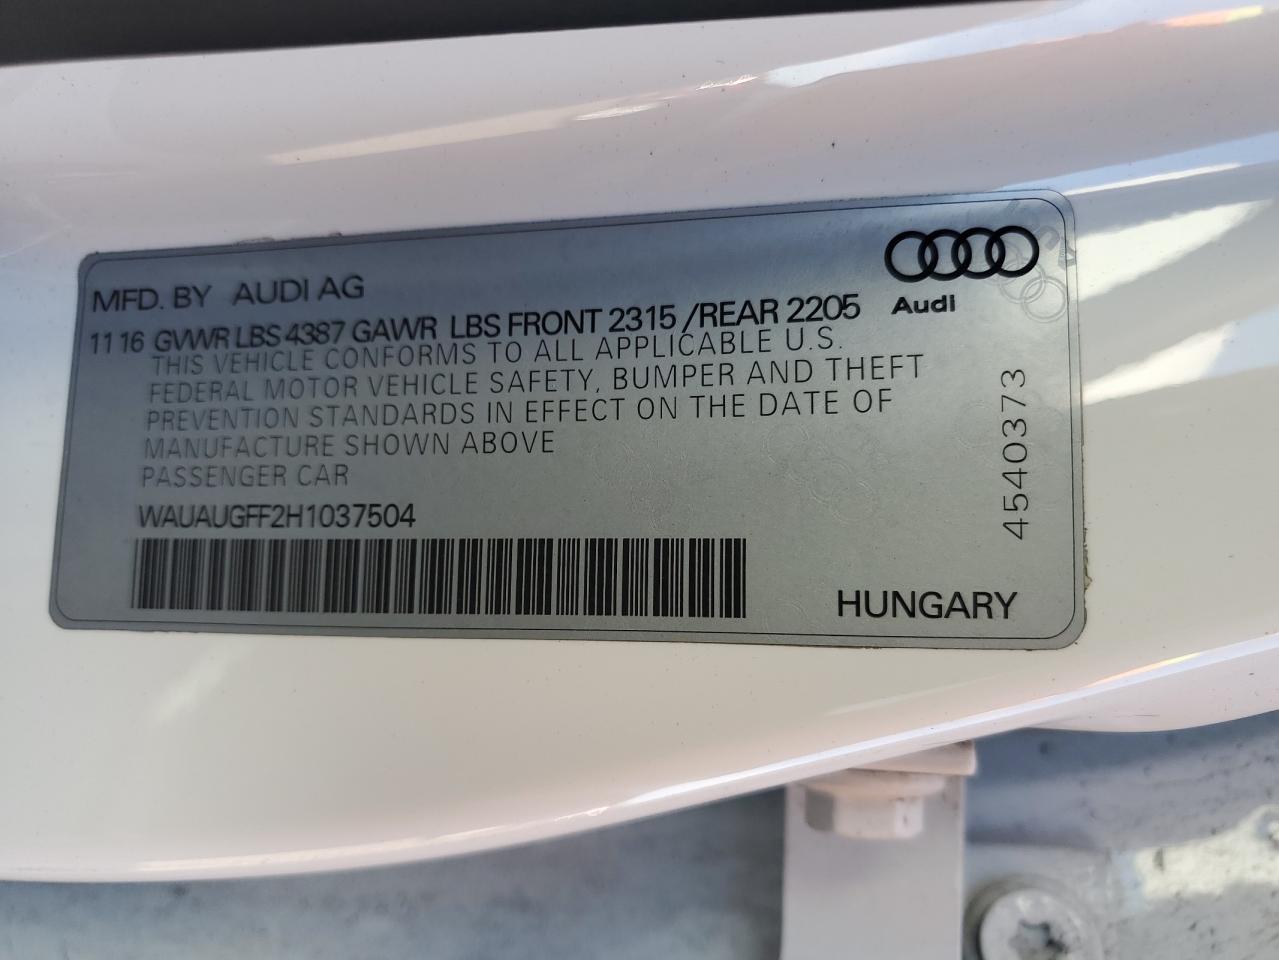 MFD. BY AUDI AG
Audi
11 16 GVWR LBS 4387 GAWR LBS FRONT 2315 /REAR 2205
THIS VEHICLE CONFORMS TO ALL APPLICABLE U.S.
FEDERAL MOTOR VEHICLE SAFETY, BUMPER AND THEFT
PREVENTION STANDARDS IN EFFECT ON THE DATE OF
MANUFACTURE SHOWN ABOVE
PASSENGER CAR
WAUAUGFF2H1037504
45403373
HUNGARY